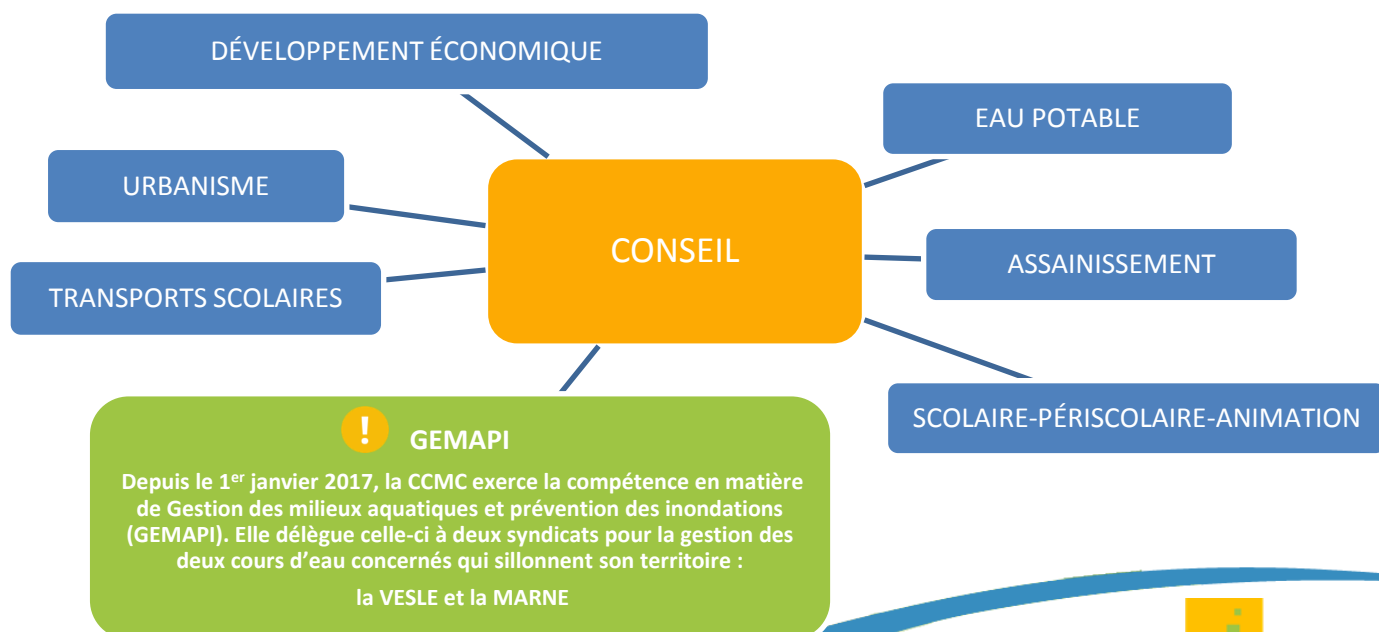 DÉVELOPPEMENT ÉCONOMIQUE
EAU POTABLE
URBANISME
CONSEIL
ASSAINISSEMENT
TRANSPORTS SCOLAIRES
SCOLAIRE-PÉRISCOLAIRE-ANIMATION
! GEMAPI
Depuis le 1er janvier 2017, la CCMC exerce la compétence en matière
de Gestion des milieux aquatiques et prévention des inondations
(GEMAPI). Elle délègue celle-ci à deux syndicats pour la gestion des
deux cours d'eau concernés qui sillonnent son territoire :
la VESLE et la MARNE